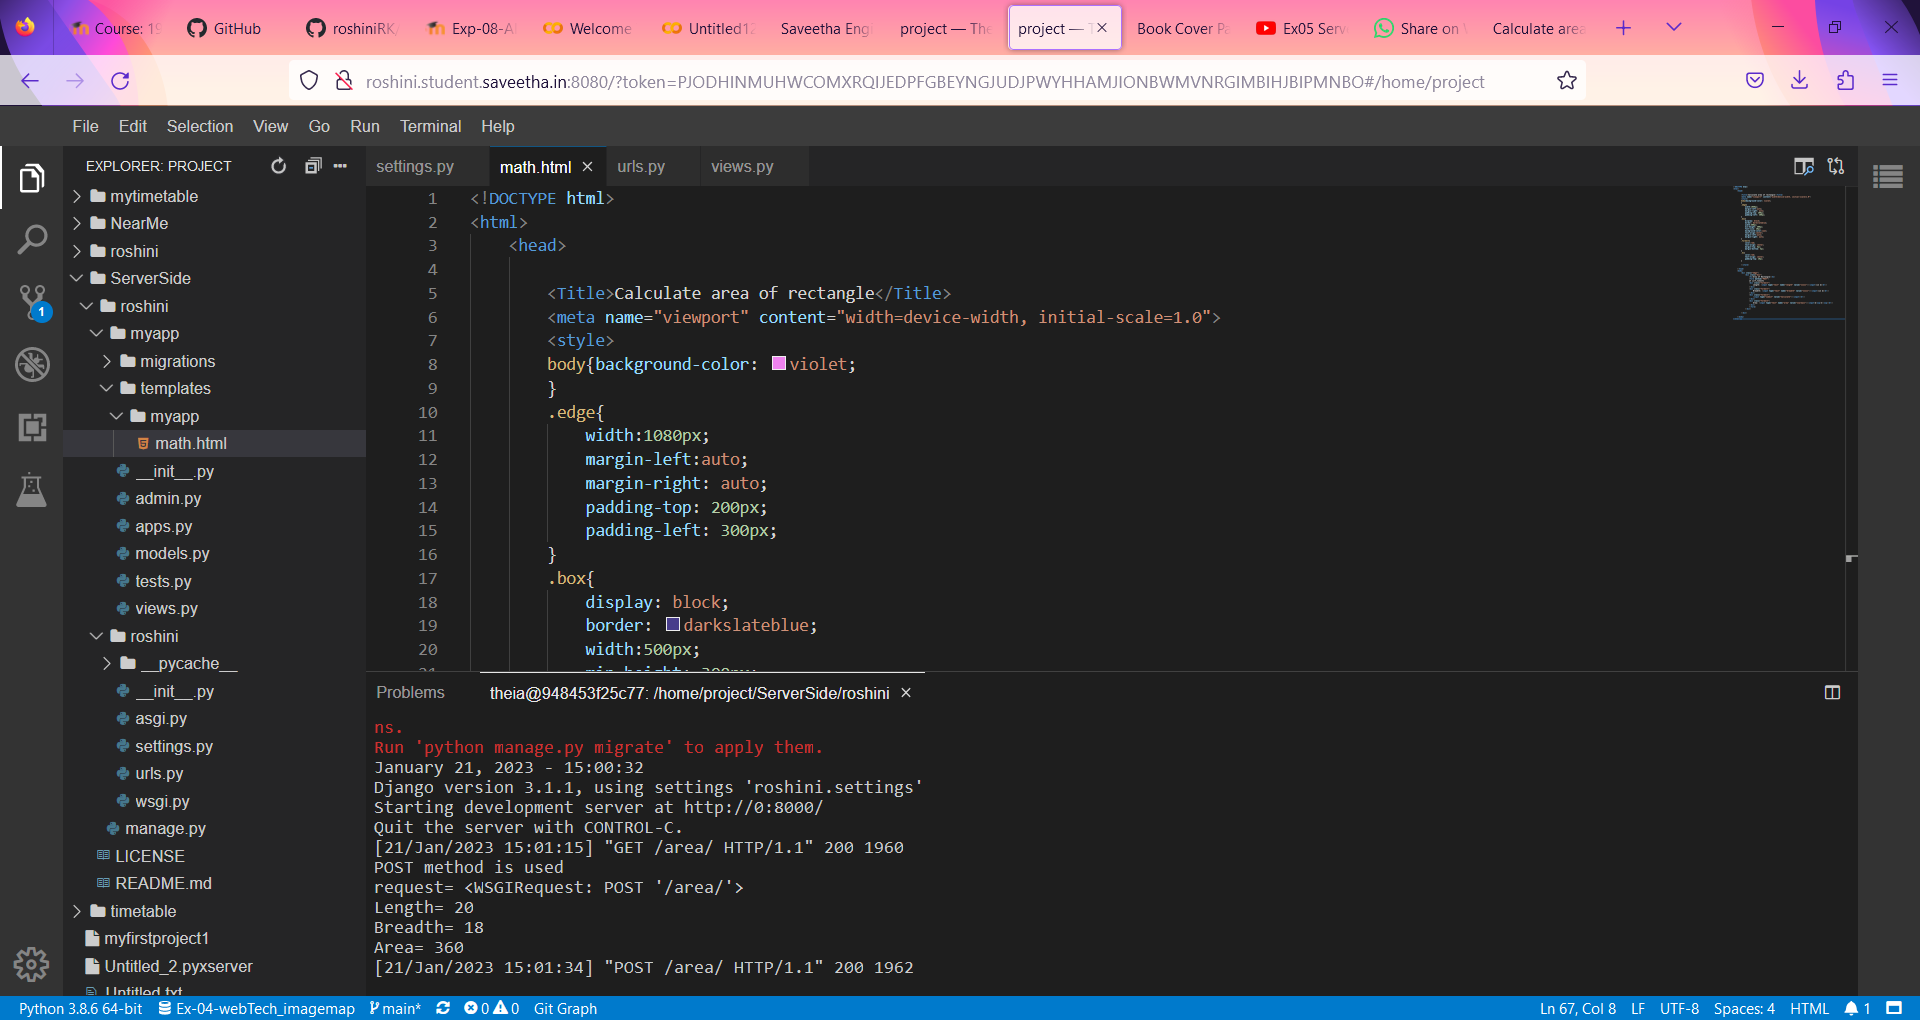 Course: 19
GitHub
roshiniRK/
Exp-08-A
Welcome
Untitled12
Saveetha Eng
project — The
project — T
Book Cover Pa
Ex05 Serv
Share on
Calculate area
roshini.student.saveetha.in:8080/?token=PJODHINMUHWCOMXRQIJEDPFGBEYNGJUDJPWYHHAMJIONBWMVNRGIMBIHJBIPMNBO#/home/project
File Edit Selection View Go Run Terminal Help
EXPLORER: PROJECT
mytimetable
NearMe
roshini
ServerSide
roshini
myapp
migrations
templates
myapp
math.html
__init__.py
admin.py
apps.py
models.py
tests.py
views.py
roshini
__pycache__
__init__.py
asgi.py
settings.py
urls.py
wsgi.py
manage.py
LICENSE
README.md
timetable
myfirstproject1
Untitled_2.pyxserver
Untitled.txt
settings.py math.html urls.py views.py
1 <!DOCTYPE html>
2 <html>
3 <head>
4
5 <Title>Calculate area of rectangle</Title>
6 <meta name="viewport" content="width=device-width, initial-scale=1.0">
7 <style>
8 body{background-color: violet;
9 }
10 .edge{
11 width:1080px;
12 margin-left:auto;
13 margin-right: auto;
14 padding-top: 200px;
15 padding-left: 300px;
16 }
17 .box{
18 display: block;
19 border: darkslateblue;
20 width:500px;
21 min-height: 300px;
Problems theia@948453f25c77: /home/project/ServerSide/roshini
ns.
Run 'python manage.py migrate' to apply them.
January 21, 2023 - 15:00:32
Django version 3.1.1, using settings 'roshini.settings'
Starting development server at http://0:8000/
Quit the server with CONTROL-C.
[21/Jan/2023 15:01:15] "GET /area/ HTTP/1.1" 200 1960
POST method is used
request= <WSGIRequest: POST '/area/'>
Length= 20
Breadth= 18
Area= 360
[21/Jan/2023 15:01:34] "POST /area/ HTTP/1.1" 200 1962
1
Python 3.8.6 64-bit Ex-04-webTech_imagemap main* 0 0 Git Graph Ln 67, Col 8 LF UTF-8 Spaces: 4 HTML 1